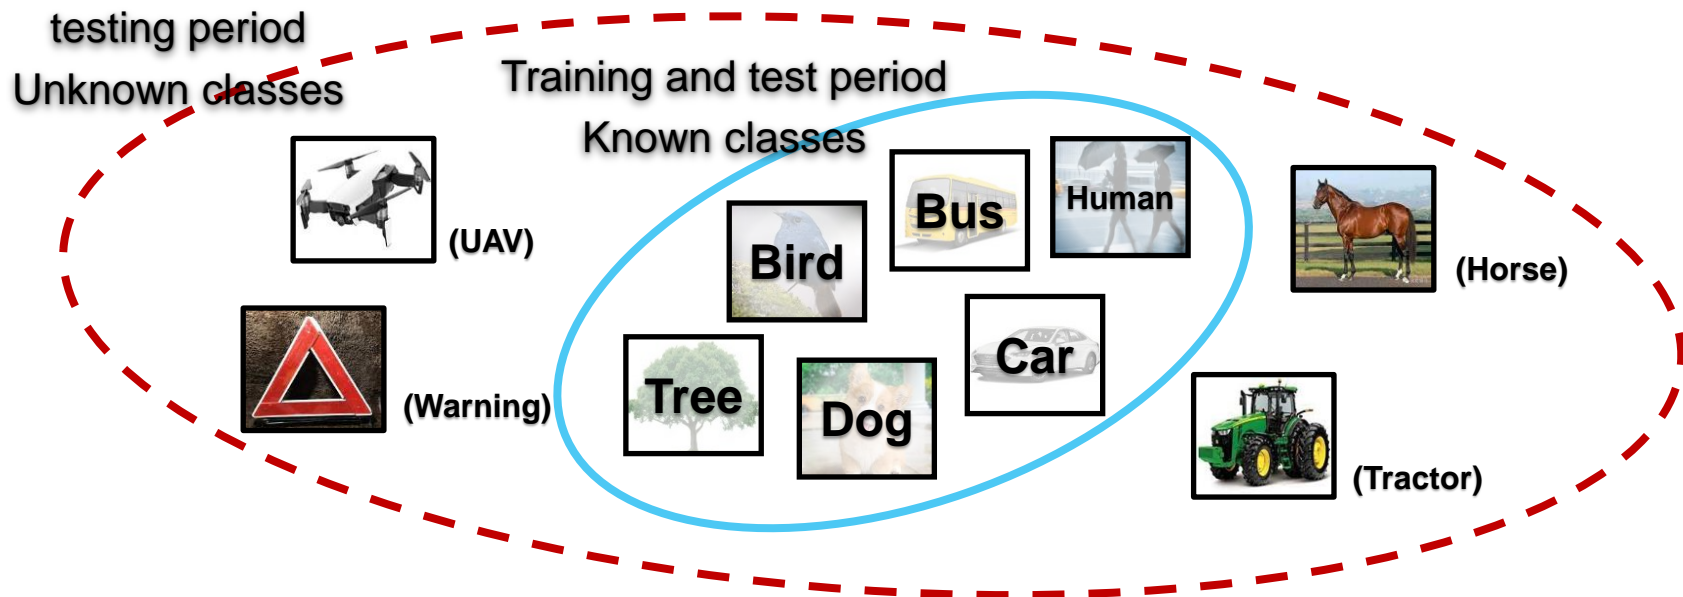 testing period
Unknown classes
Training and test period
Known classes
(UAV)
(Warning)
Bird
Bus
Human
Tree
Dog
Car
(Horse)
(Tractor)